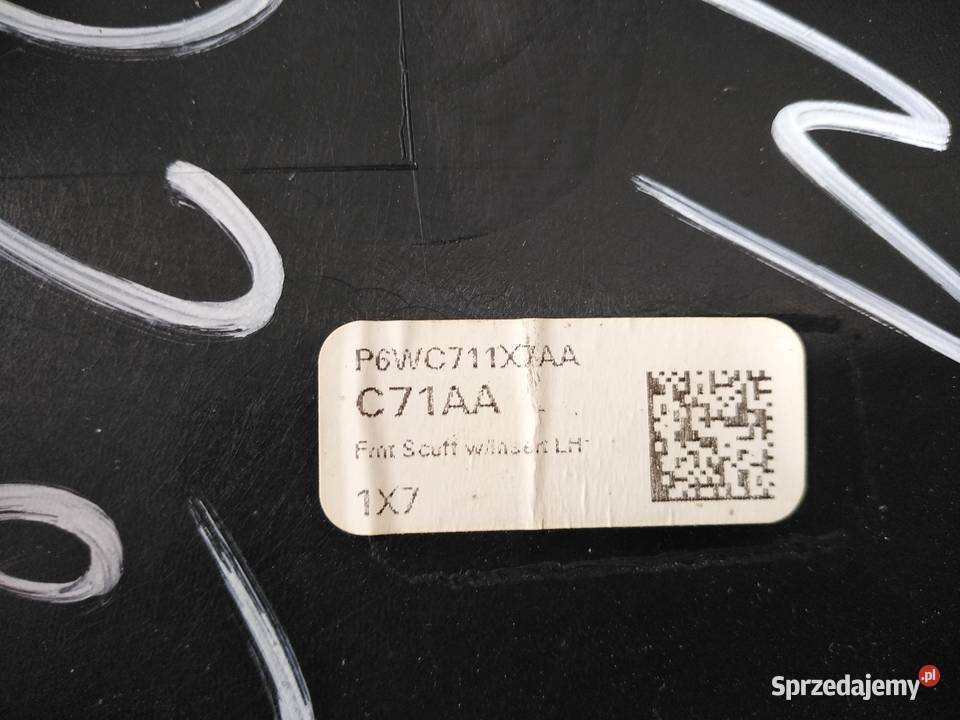 P6WC711X7AA
C71AA
Frnt Scuff w/Insert LH
1X7
Sprzedajemy.pl